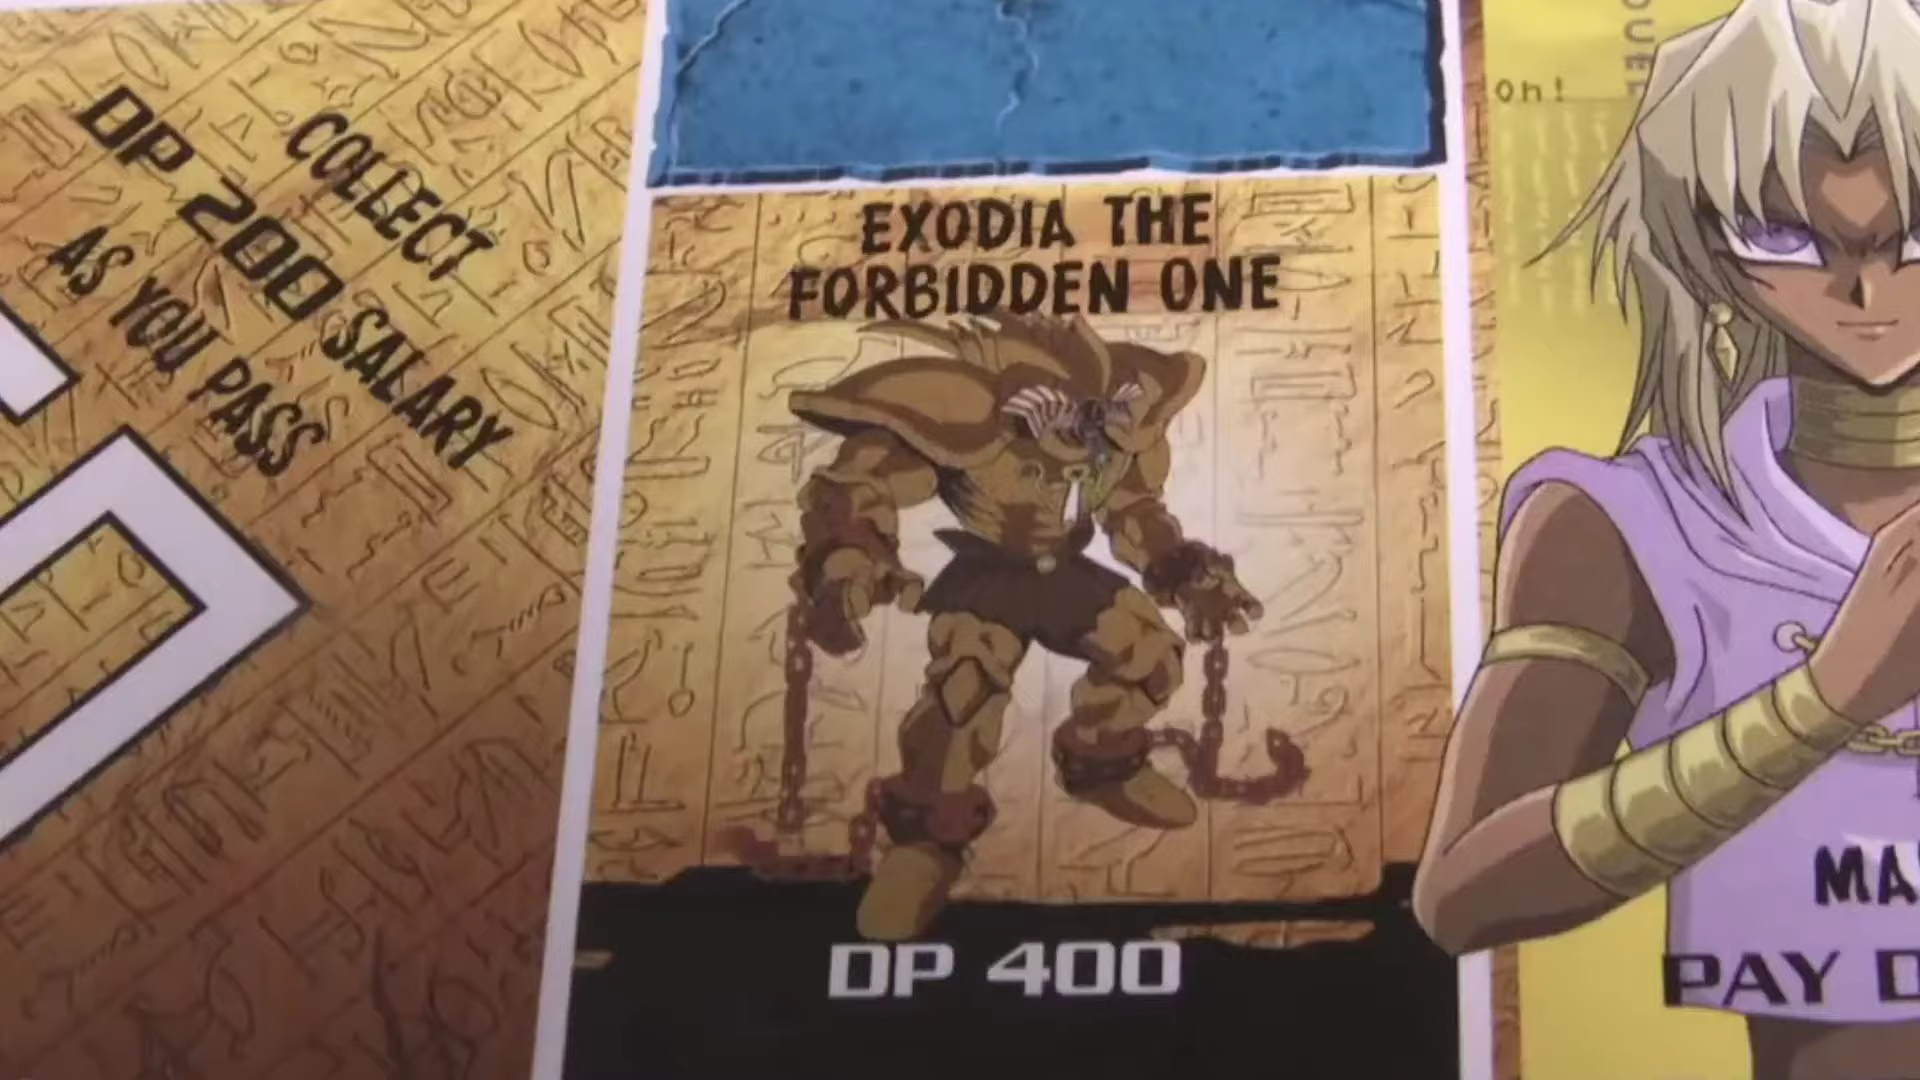 COLLECT
DP 200 SALARY
AS YOU PASS
EXODIA THE
FORBIDDEN ONE
DP 400
Oh!
MA
PAY D